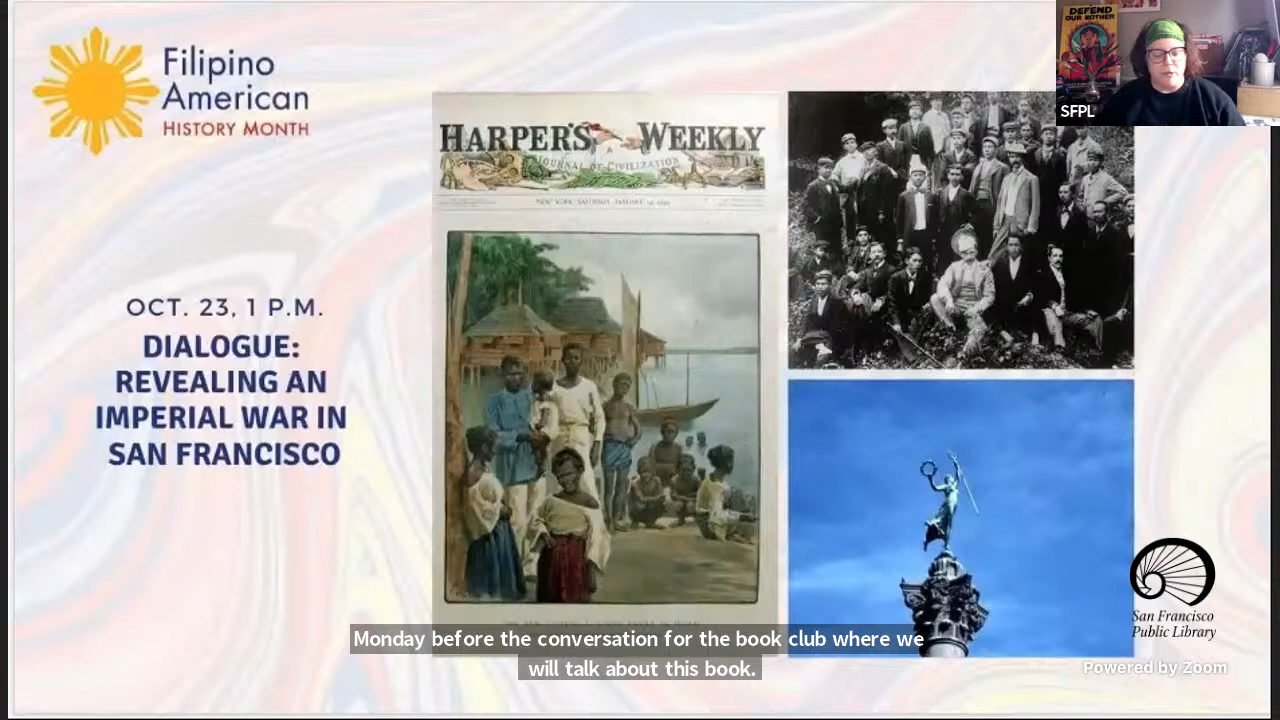 DEFEND
OUR MOTHER
SFPL
Filipino
American
HISTORY MONTH
OCT. 23, 1 P.M.
DIALOGUE:
REVEALING AN
IMPERIAL WAR IN
SAN FRANCISCO
HARPER'S WEEKLY
A
JOURNAL OF CIVILIZATION
San Francisco
Public Library
Monday before the conversation for the book club where we
will talk about this book.
Powered by Zoom